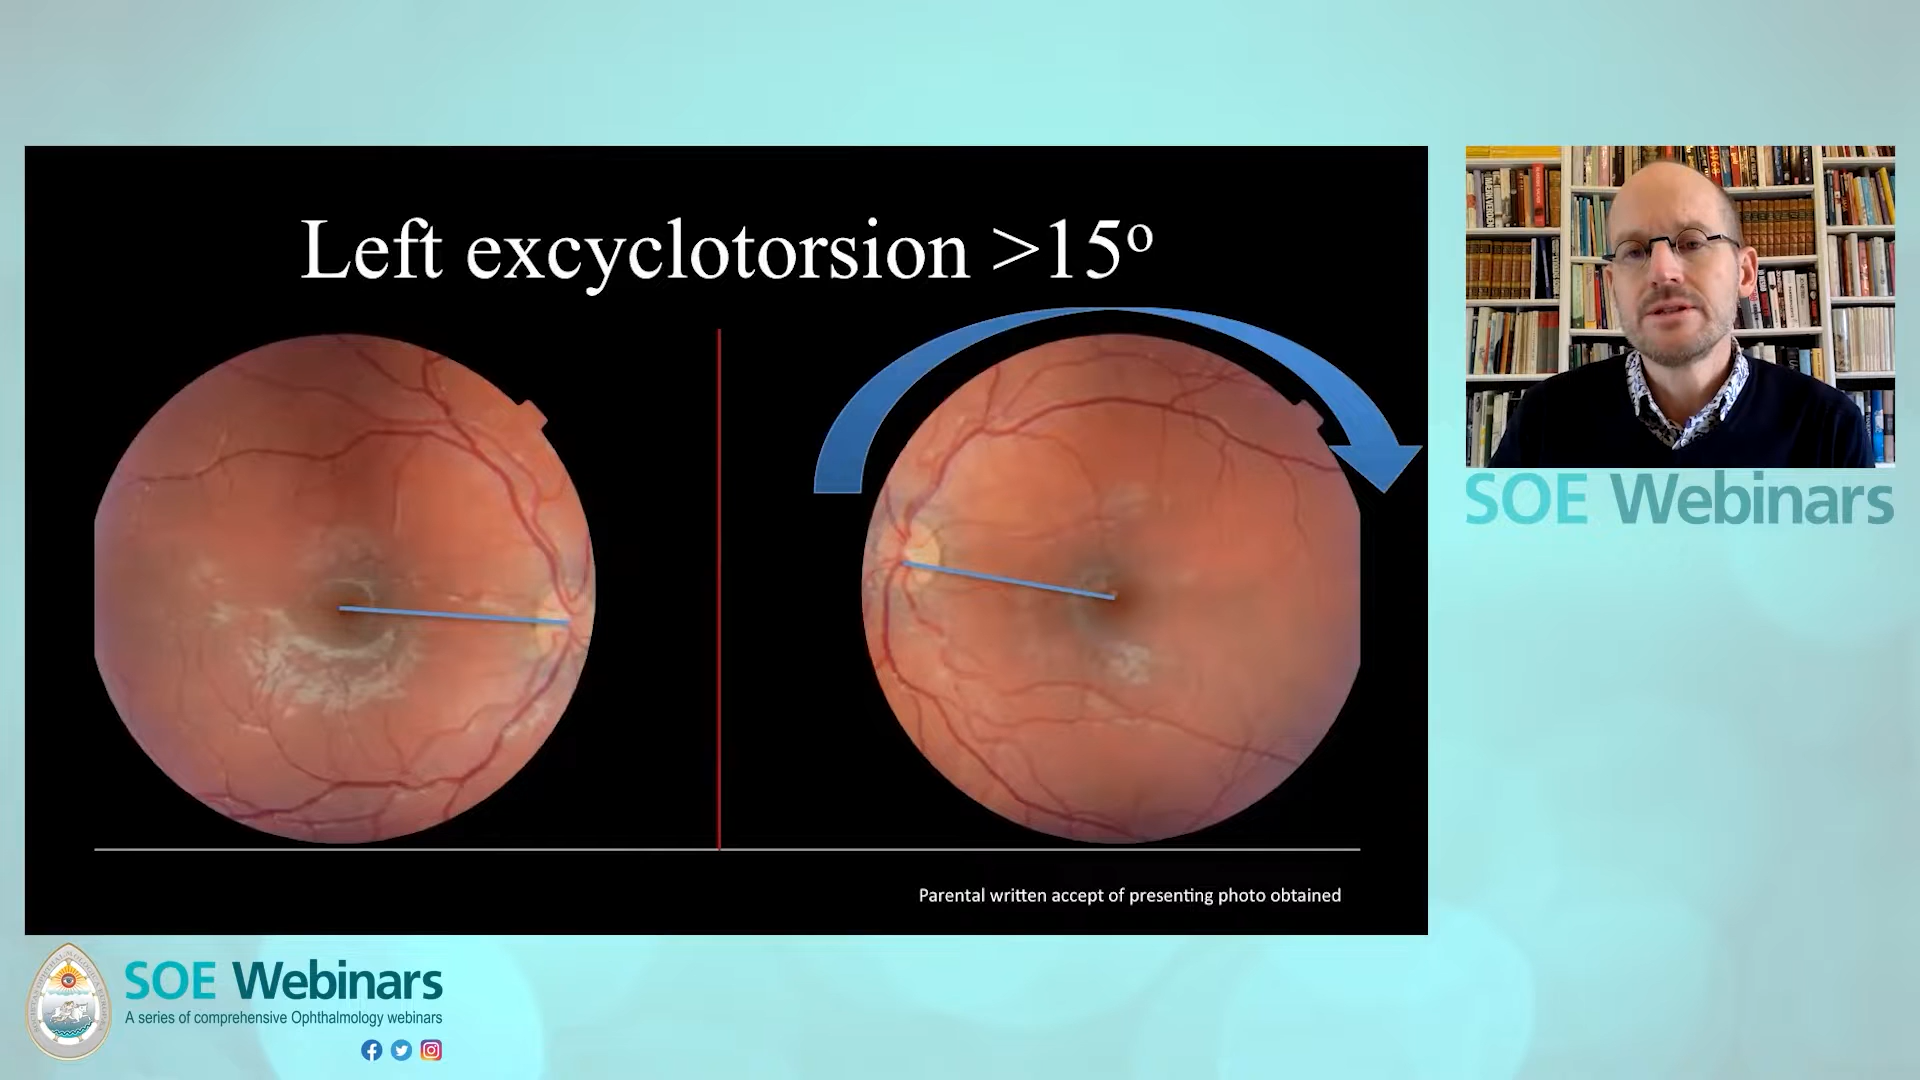 Left excyclotorsion >15º
Parental written accept of presenting photo obtained
SOE Webinars
SOE Webinars
A series of comprehensive Ophthalmology webinars